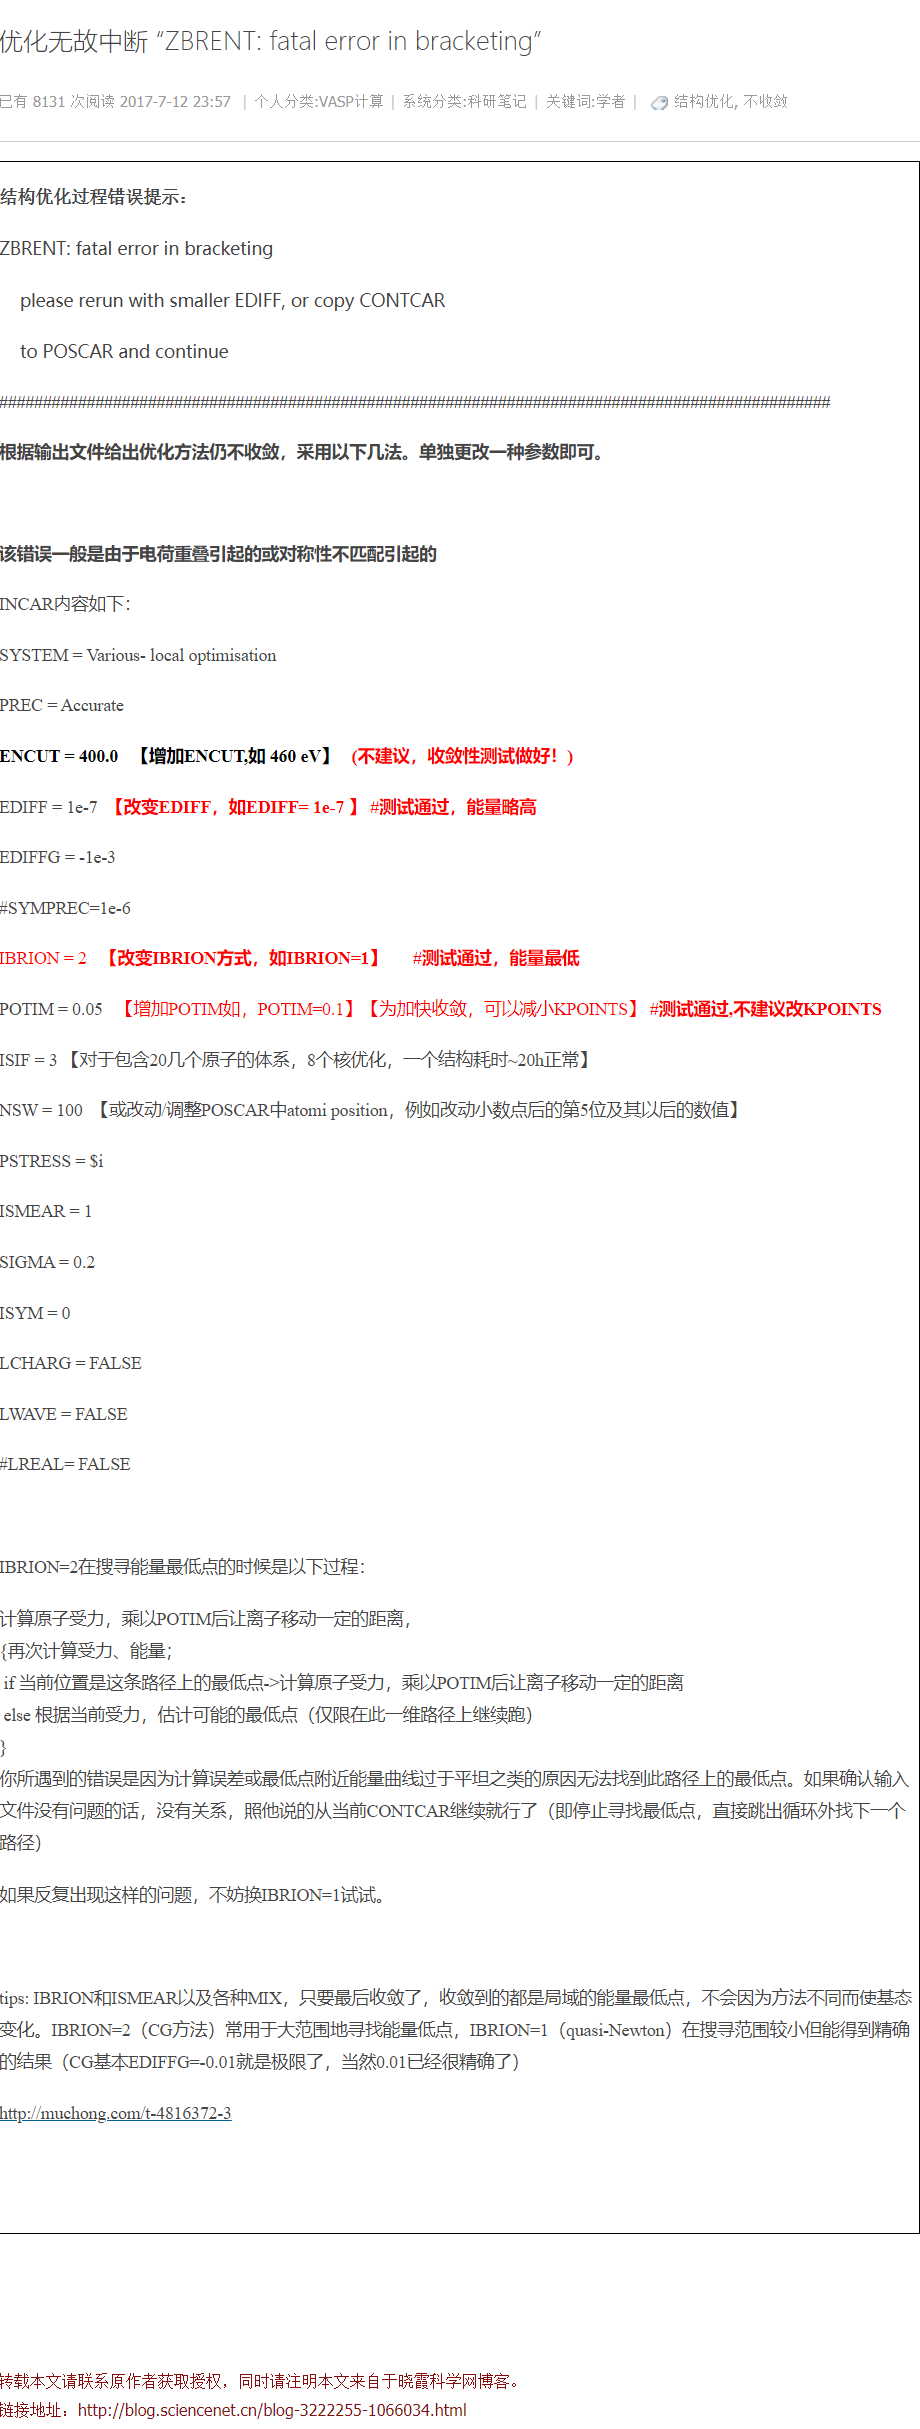 优化无故中断 “ZBRENT: fatal error in bracketing”
已有 8131 次阅读 2017-7-12 23:57 | 个人分类:VASP计算 | 系统分类:科研笔记 | 关键词:学者 | 结构优化, 不收敛
结构优化过程错误提示：
ZBRENT: fatal error in bracketing
please rerun with smaller EDIFF, or copy CONTCAR
to POSCAR and continue
###############################################################################################
根据输出文件给出优化方法仍不收敛，采用以下几法。单独更改一种参数即可。
该错误一般是由于电荷重叠引起的或对称性不匹配引起的
INCAR内容如下：
SYSTEM = Various- local optimisation
PREC = Accurate
ENCUT = 400.0 【增加ENCUT,如 460 eV】 (不建议，收敛性测试做好！)
EDIFF = 1e-7 【改变EDIFF，如EDIFF= 1e-7 】 #测试通过，能量略高
EDIFFG = -1e-3
#SYMPREC=1e-6
IBRION = 2 【改变IBRION方式，如IBRION=1】 #测试通过，能量最低
POTIM = 0.05 【增加POTIM如，POTIM=0.1】【为加快收敛，可以减小KPOINTS】 #测试通过,不建议改KPOINTS
ISIF = 3 【对于包含20几个原子的体系，8个核优化，一个结构耗时~20h正常】
NSW = 100 【或改动/调整POSCAR中atomi position，例如改动小数点后的第5位及其以后的数值】
PSTRESS = $i
ISMEAR = 1
SIGMA = 0.2
ISYM = 0
LCHARG = FALSE
LWAVE = FALSE
#LREAL= FALSE
IBRION=2在搜寻能量最低点的时候是以下过程：
计算原子受力，乘以POTIM后让离子移动一定的距离，
{再次计算受力、能量；
if 当前位置是这条路径上的最低点->计算原子受力，乘以POTIM后让离子移动一定的距离
else 根据当前受力，估计可能的最低点（仅限在此一维路径上继续跑）
}
你所遇到的错误是因为计算误差或最低点附近能量曲线过于平坦之类的原因无法找到此路径上的最低点。如果确认输入
文件没有问题的话，没有关系，照他说的从当前CONTCAR继续就行了（即停止寻找最低点，直接跳出循环外找下一个
路径）
如果反复出现这样的问题，不妨换IBRION=1试试。
tips: IBRION和ISMEAR以及各种MIX，只要最后收敛了，收敛到的都是局域的能量最低点，不会因为方法不同而使基态
变化。IBRION=2（CG方法）常用于大范围地寻找能量低点，IBRION=1（quasi-Newton）在搜寻范围较小但能得到精确
的结果（CG基本EDIFFG=-0.01就是极限了，当然0.01已经很精确了）
http://muchong.com/t-4816372-3
转载本文请联系原作者获取授权，同时请注明本文来自于晓霞科学网博客。
链接地址：http://blog.sciencenet.cn/blog-3222255-1066034.html